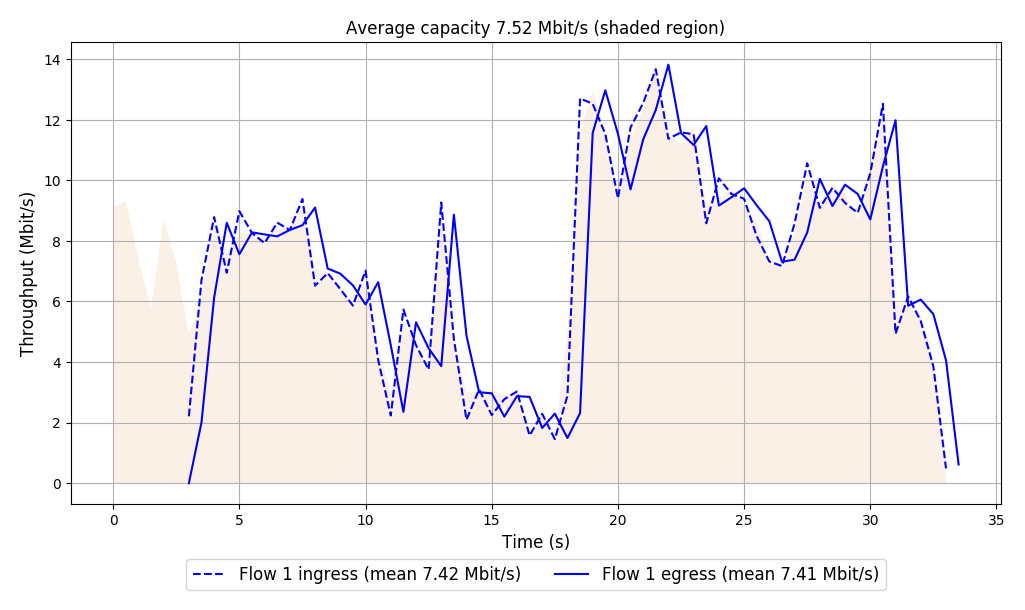 Average capacity 7.52 Mbit/s (shaded region)
Throughput (Mbit/s)
14
12
10
8
6
4
2
0
0 5 10 15 20 25 30 35
Time (s)
Flow 1 ingress (mean 7.42 Mbit/s) Flow 1 egress (mean 7.41 Mbit/s)